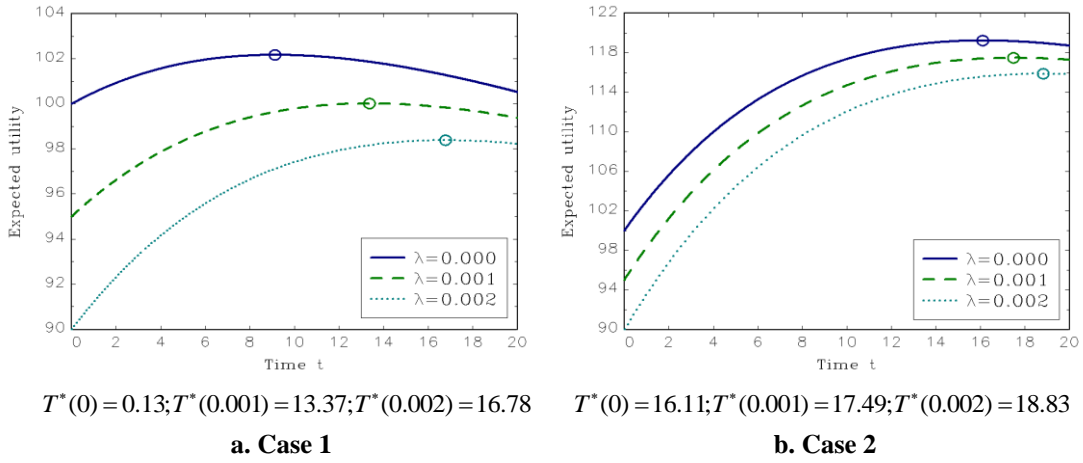 104
102
100
98
96
94
92
90
Expected utility
0 2 4 6 8 10 12 14 16 18 20
Time t
λ=0.000
λ=0.001
λ=0.002
T*(0)=0.13;T*(0.001)=13.37;T*(0.002)=16.78
a. Case 1
122
118
114
110
106
102
98
94
90
Expected utility
0 2 4 6 8 10 12 14 16 18 20
Time t
λ=0.000
λ=0.001
λ=0.002
T*(0)=16.11;T*(0.001)=17.49;T*(0.002)=18.83
b. Case 2